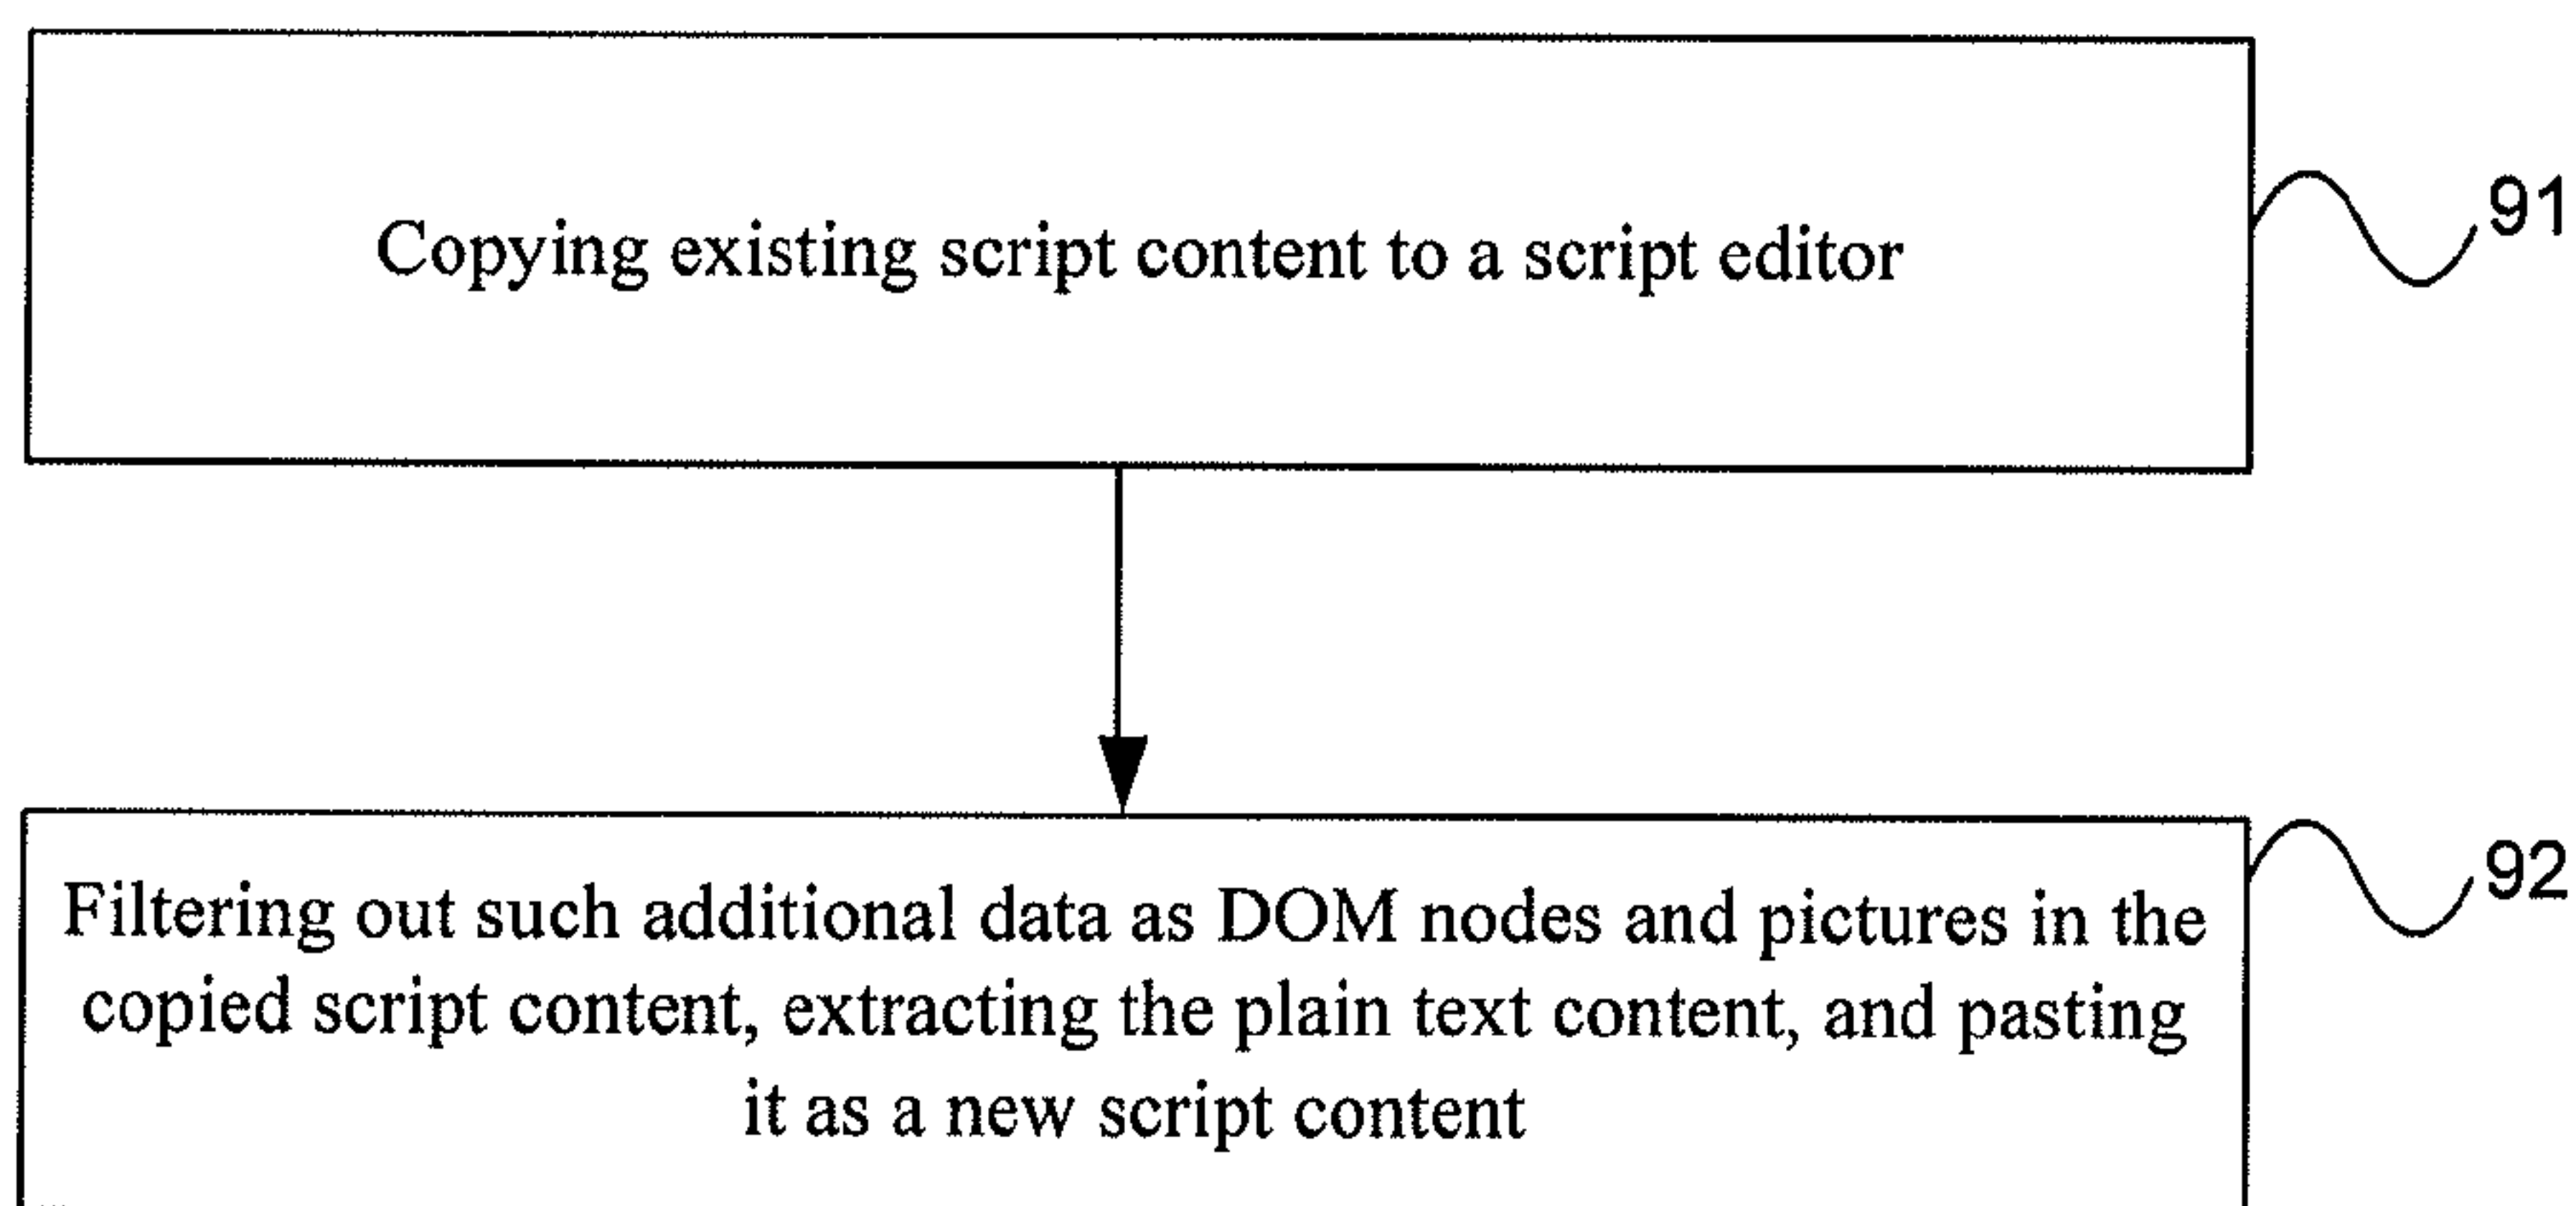 Copying existing script content to a script editor
91
Filtering out such additional data as DOM nodes and pictures in the
copied script content, extracting the plain text content, and pasting
it as a new script content
92